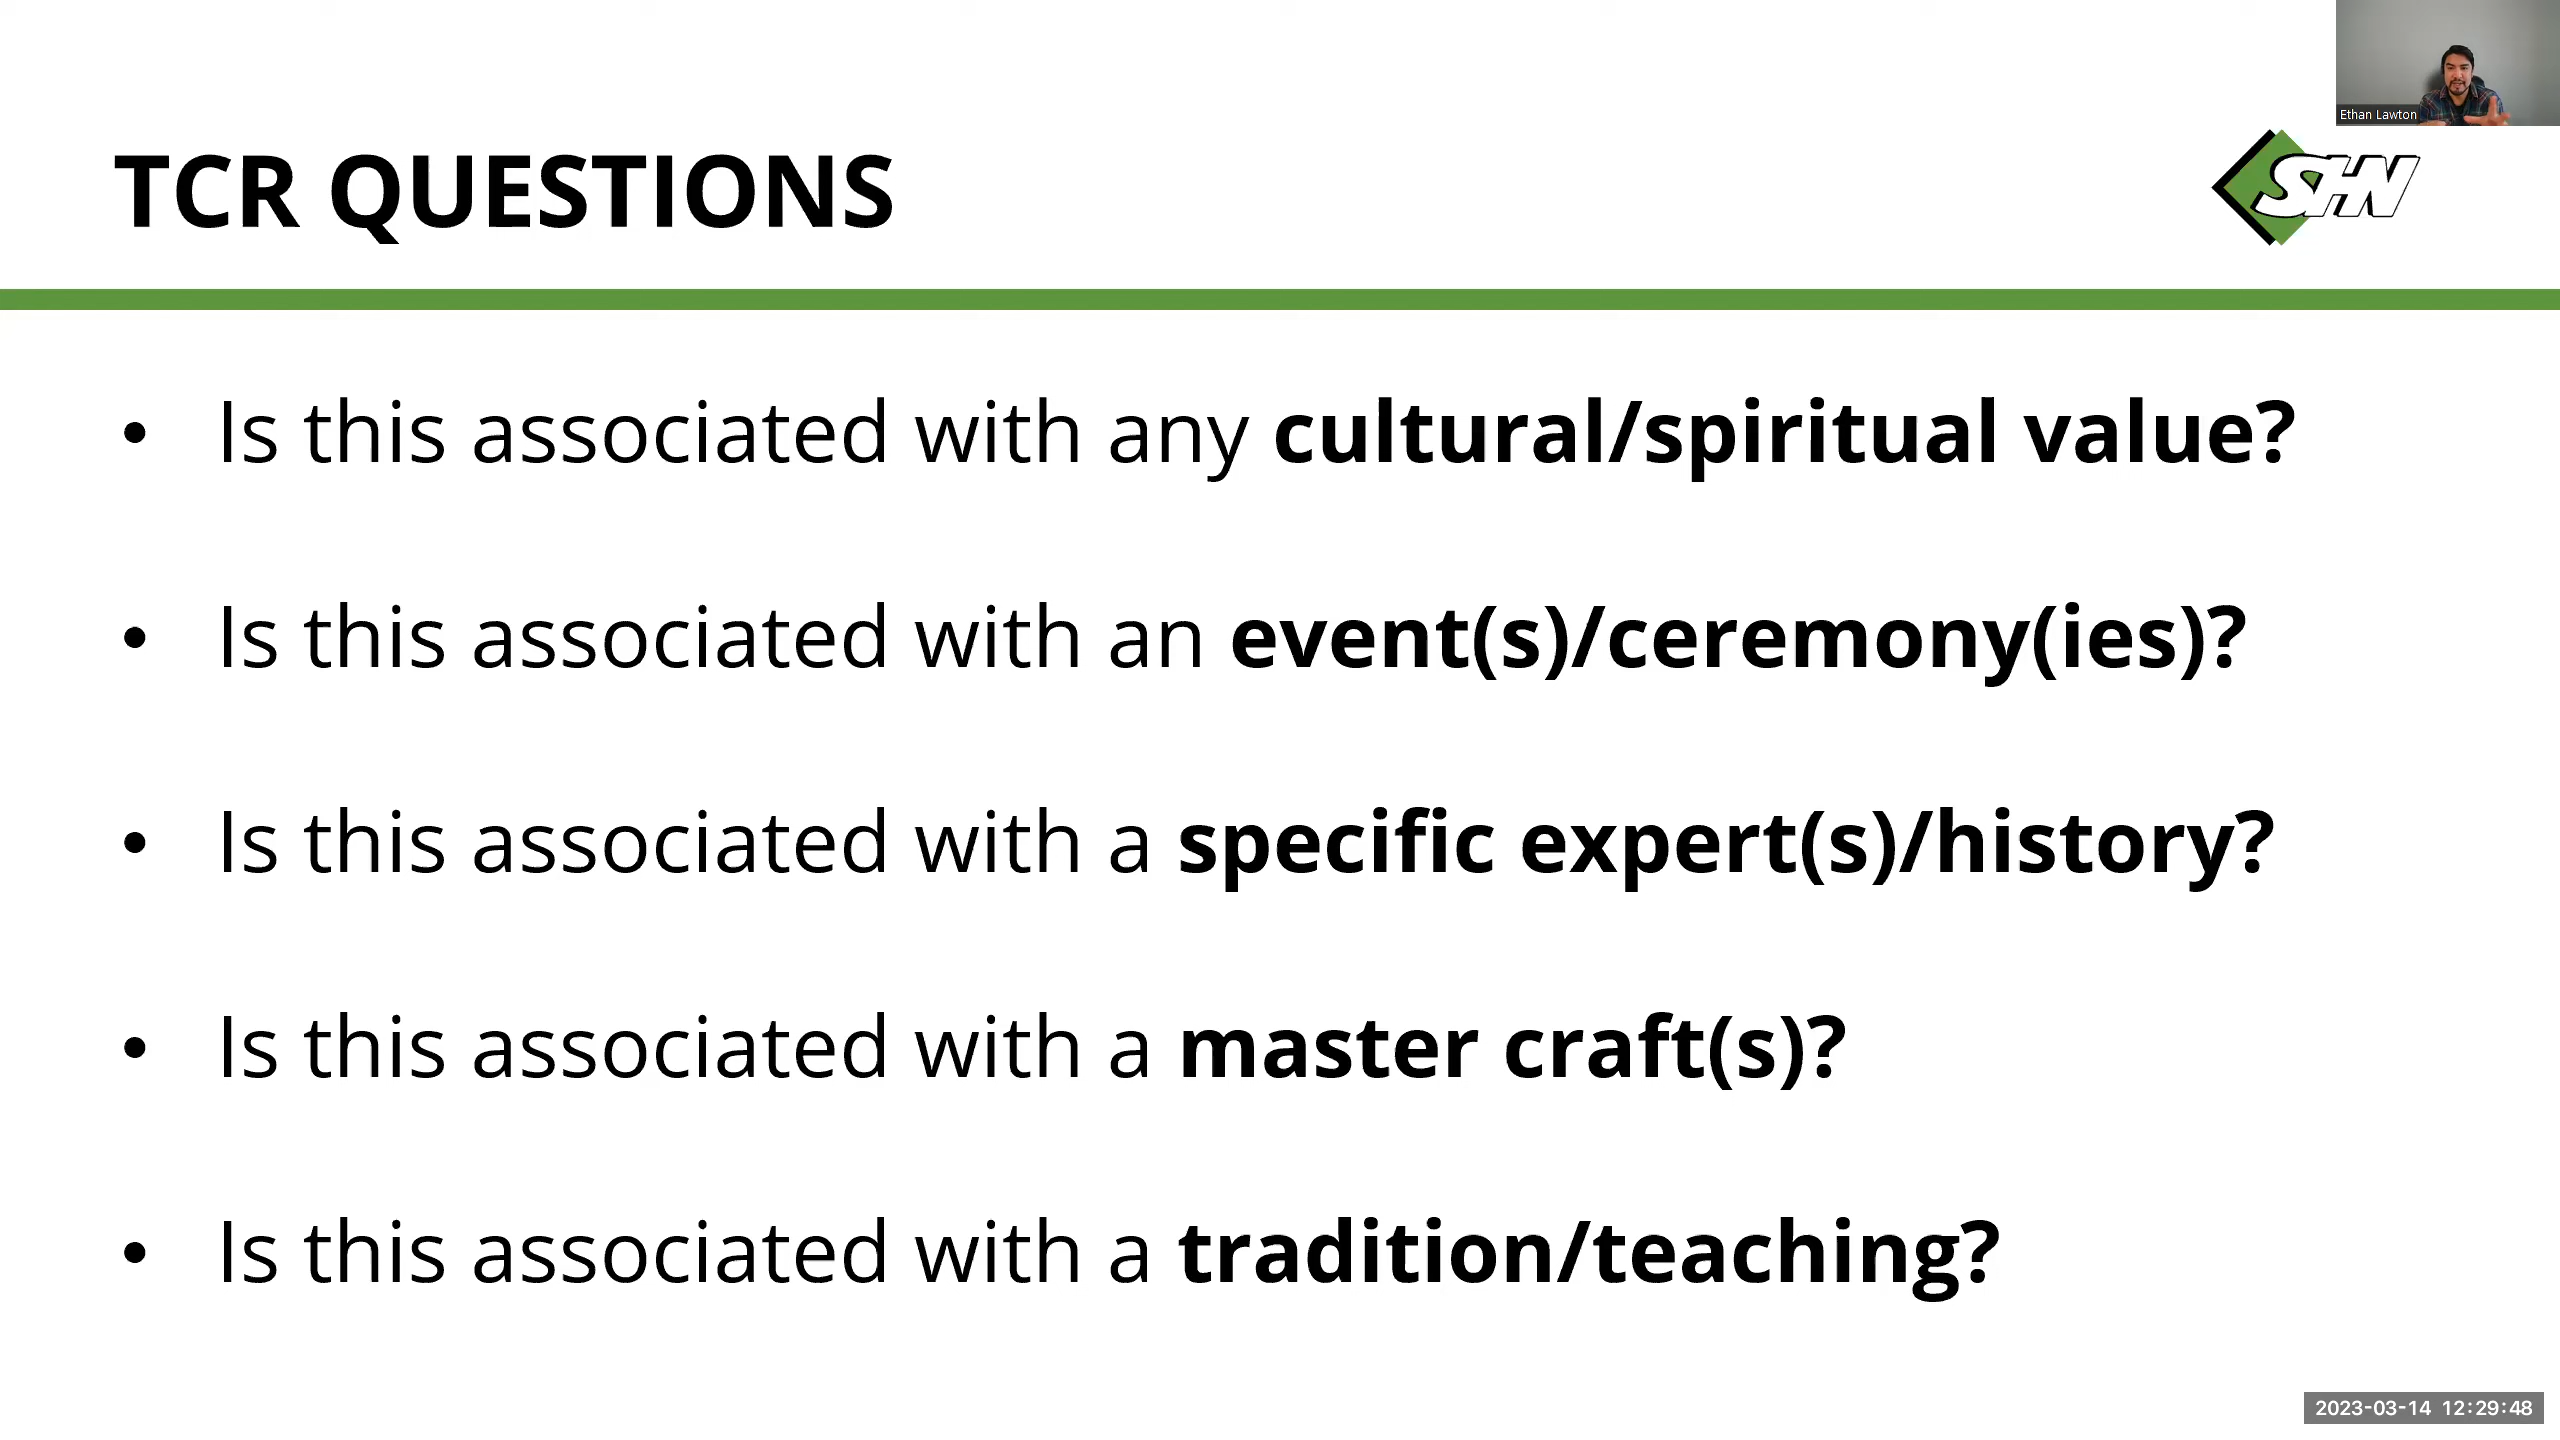 Ethan Lawton
TCR QUESTIONS
SHN
• Is this associated with any cultural/spiritual value?
• Is this associated with an event(s)/ceremony(ies)?
• Is this associated with a specific expert(s)/history?
• Is this associated with a master craft(s)?
• Is this associated with a tradition/teaching?
2023-03-14 12:29:48